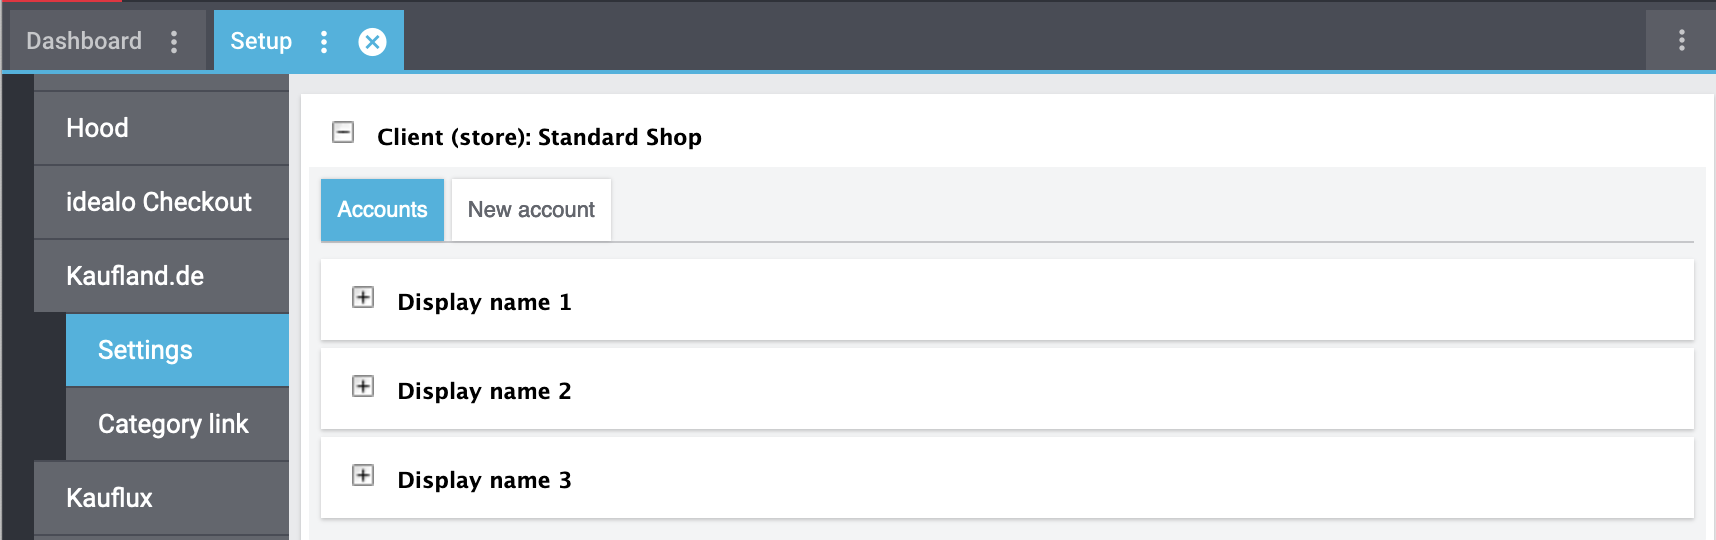 Dashboard
Setup
Hood
idealo Checkout
Kaufland.de
Settings
Category link
Kauflux
Client (store): Standard Shop
Accounts
New account
Display name 1
Display name 2
Display name 3